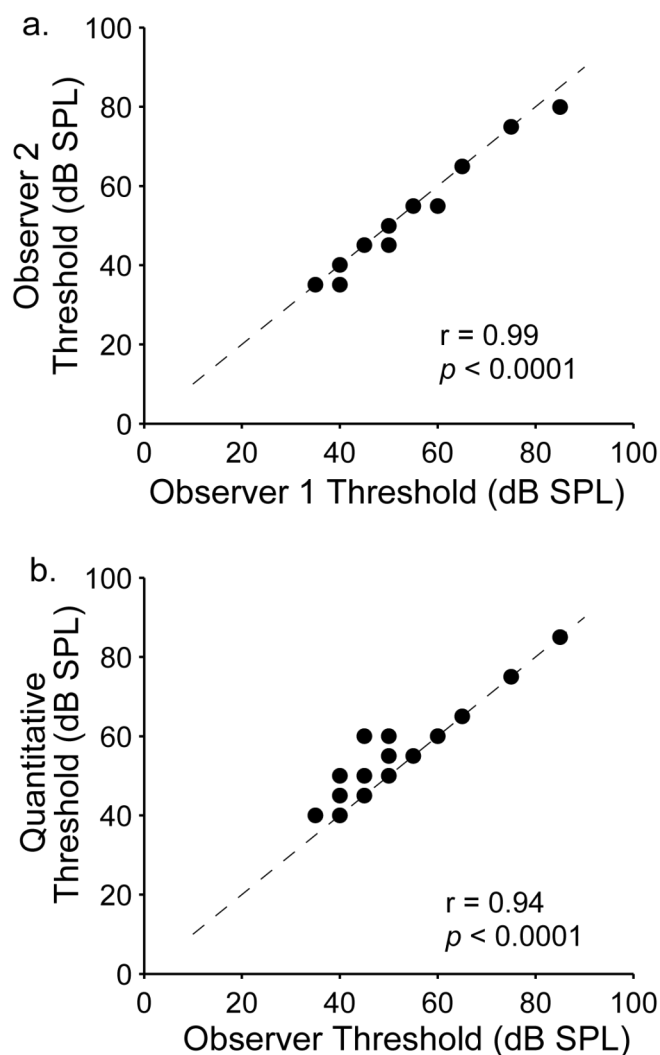 a.
100
80
60
40
20
0
Observer 2
Threshold (dB SPL)
r = 0.99
p < 0.0001
0 20 40 60 80 100
Observer 1 Threshold (dB SPL)
b.
100
80
60
40
20
0
Quantitative
Threshold (dB SPL)
r = 0.94
p < 0.0001
0 20 40 60 80 100
Observer Threshold (dB SPL)